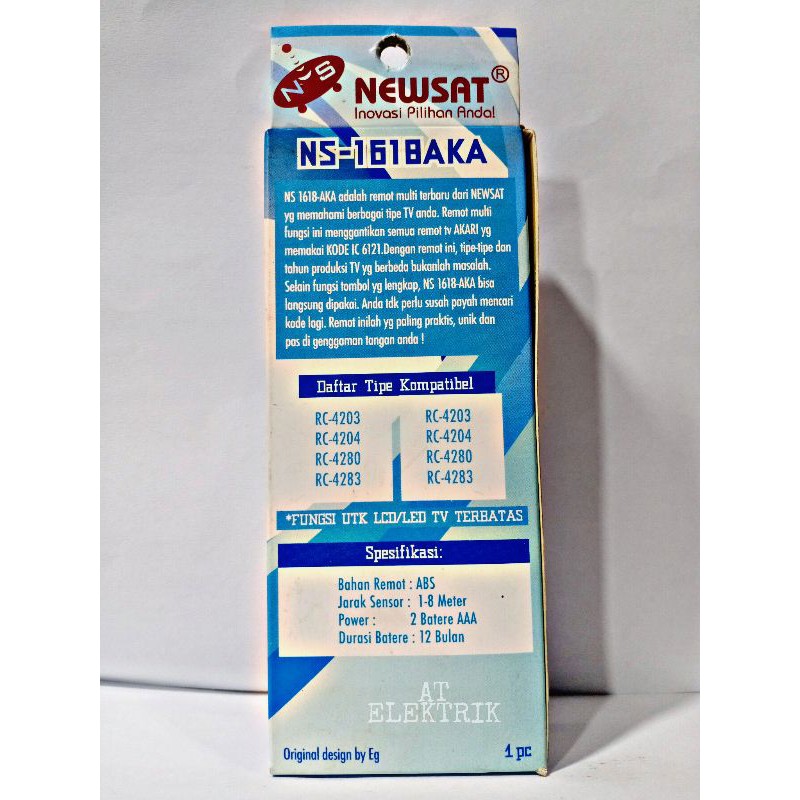 NS
NEWSAT®
Inovasi Pilihan Anda!
NS-1618AKA
NS 1618-AKA adalah remot multi terbaru dari NEWSAT
yg memahami berbagai tipe TV anda. Remot multi
fungsi ini menggantikan semua remot tv AKARI yg
memakai KODE IC 6121.Dengan remot ini, tipe-tipe dan
tahun produksi TV yg berbeda bukanlah masalah.
Selain fungsi tombol yg lengkap, NS 1618-AKA bisa
langsung dipakai. Anda tdk perlu susah payah mencari
kode lagi. Remot inilah yg paling praktis, unik dan
pas di genggaman tangan anda !
Daftar Tipe Kompatibel
RC-4203 RC-4203
RC-4204 RC-4204
RC-4280 RC-4280
RC-4283 RC-4283
*FUNGSI UTK LCD/LED TV TERBATAS
Spesifikasi:
Bahan Remot : ABS
Jarak Sensor : 1-8 Meter
Power : 2 Batere AAA
Durasi Batere : 12 Bulan
AT
ELEKTRIK
Original design by Eg 1 pc